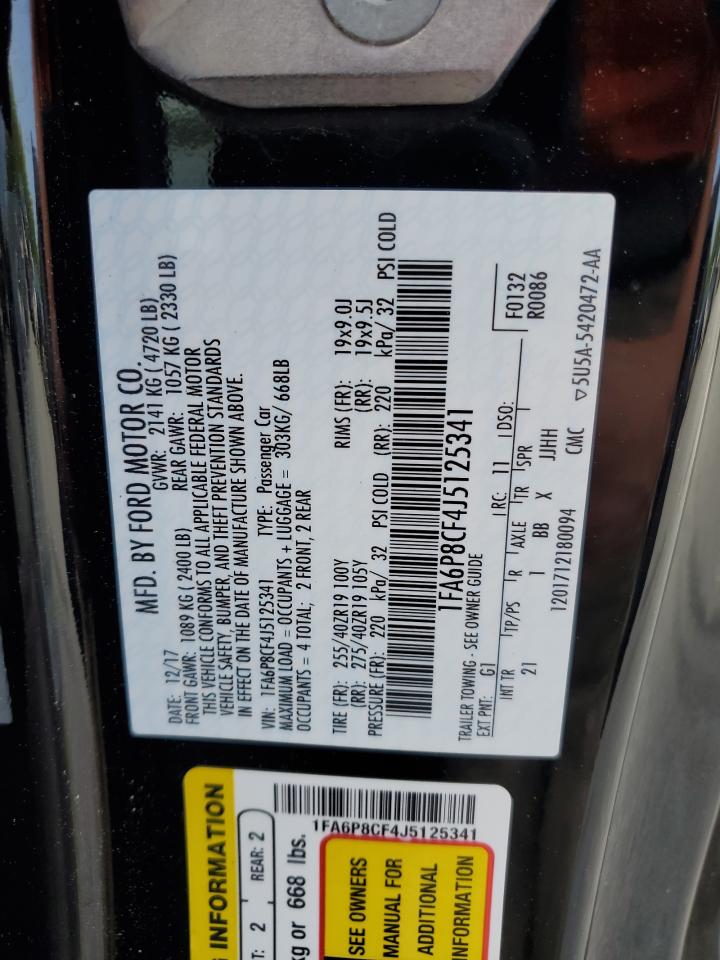 MFD. BY FORD MOTOR CO.
DATE: 12/17 GVWR: 2141 KG ( 4720 LB)
FRONT GAWR: 1089 KG (2400 LB) REAR GAWR: 1057 KG ( 2330 LB)
THIS VEHICLE CONFORMS TO ALL APPLICABLE FEDERAL MOTOR
VEHICLE SAFETY, BUMPER, AND THEFT PREVENTION STANDARDS
IN EFFECT ON THE DATE OF MANUFACTURE SHOWN ABOVE.
VIN: 1FA6P8CF4J5125341 TYPE: Passenger Car
MAXIMUM LOAD = OCCUPANTS + LUGGAGE = 303KG/ 668LB
OCCUPANTS = 4 TOTAL; 2 FRONT, 2 REAR
TIRE (FR): 255/40ZR19 100Y RIMS (FR): 19x9.0J
(RR): 275/40ZR19 105Y (RR): 19x9.5J
PRESSURE (FR): 220 kPa/ 32 PSI COLD (RR): 220 kPa/ 32 PSI COLD
1FA6P8CF4J5125341
TRAILER TOWING - SEE OWNER GUIDE
EXT PNT: G1 RC: 11 DSO: F0132
INT TR TP/PS R AXLE TR SPR R0086
21 1 BB X 1 JJHH
1201712180094 CMC
▽5U5A-5420472-AA
INFORMATION
T: 2 REAR: 2
kg or 668 lbs.
1FA6P8CF4J5125341
SEE OWNERS
MANUAL FOR
ADDITIONAL
INFORMATION